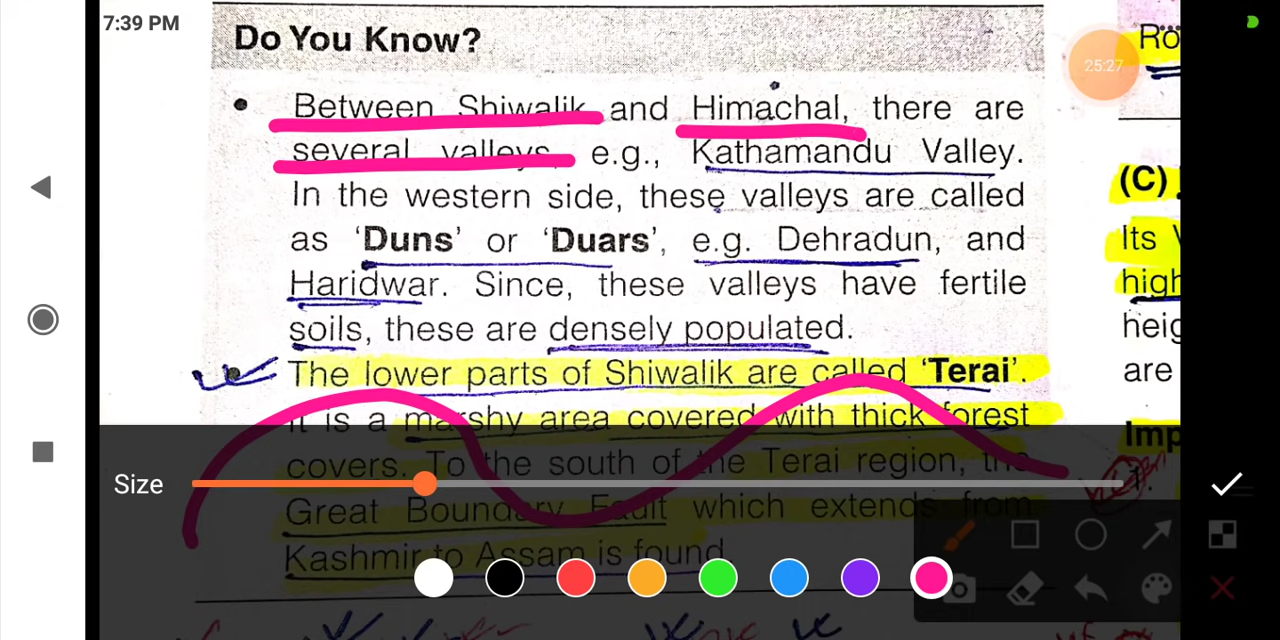 7:39 PM
25:27
Do You Know?
Between Shiwalik and Himachal, there are
several valleys e.g., Kathamandu Valley.
In the western side, these valleys are called
as 'Duns' or 'Duars', e.g. Dehradun, and
Haridwar. Since, these valleys have fertile
soils, these are densely populated.
The lower parts of Shiwalik are called 'Terai'.
It is a marshy area covered with thick forest
covers. To the south of the Terai region, the
Great Boundary Fault which extends from
Kashmir to Assam is found
Size
Ro
(C)
Its
high
heig
are
Imp
1.